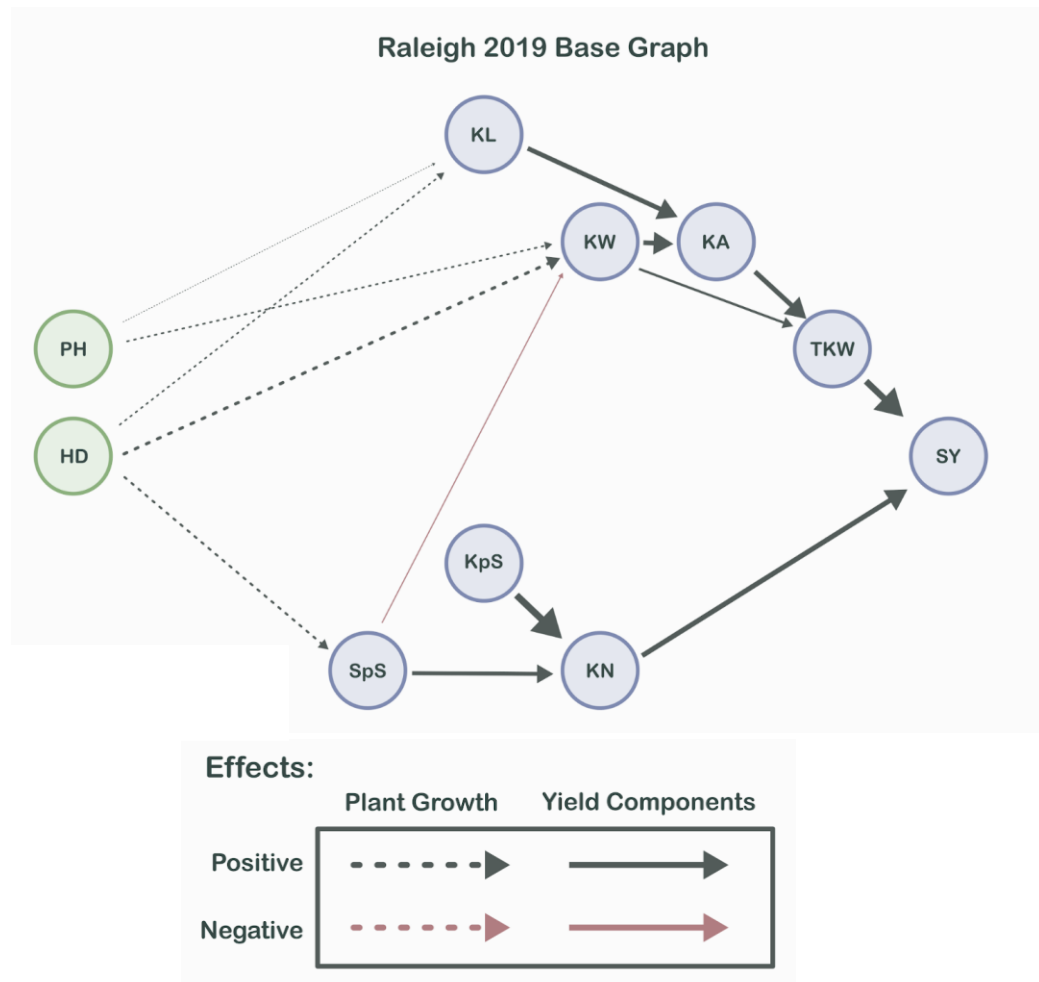 Raleigh 2019 Base Graph
KL
KW
KA
PH
TKW
HD
SY
KpS
SpS
KN
Effects:
Plant Growth
Yield Components
Positive
Negative